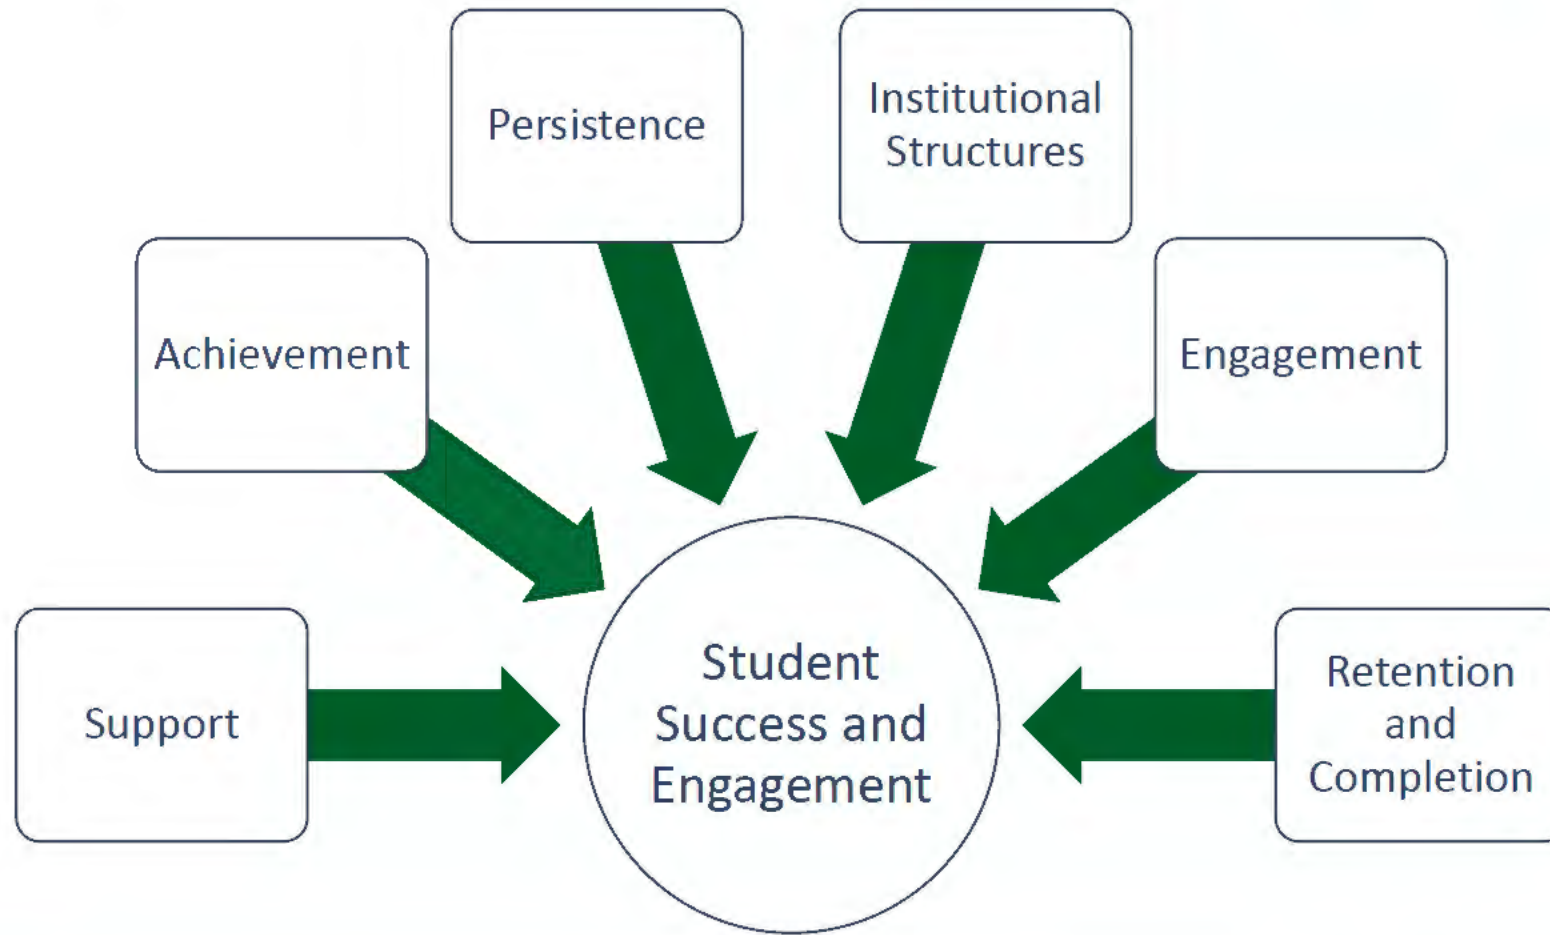 Persistence
Institutional
Structures
Achievement
Engagement
Support
Student
Success and
Engagement
Retention
and
Completion